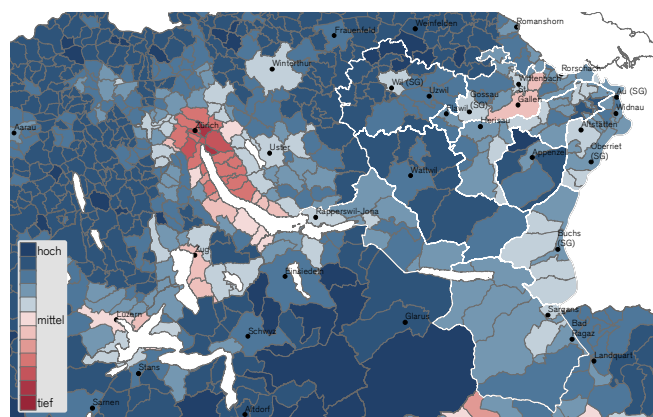 Romanshorn
Weinfelden
Frauenfeld
Winterthur
Rorschach
Wittenbach
Wil (SG)
Uzwil
Gossau
(SG)
St.
Gallen
Au (SG)
Widnau
Flawil
Herisau
Altstätten
Aarau
Zürich
Uster
Appenzell
Oberriet
(SG)
Wattwil
Rapperswil-Jona
Buchs
(SG)
Zug
hoch
Einsiedeln
Sargans
mittel
Luzern
Glarus
Bad
Ragaz
Schwyz
Landquart
Stans
tief
Sarnen
Altdorf